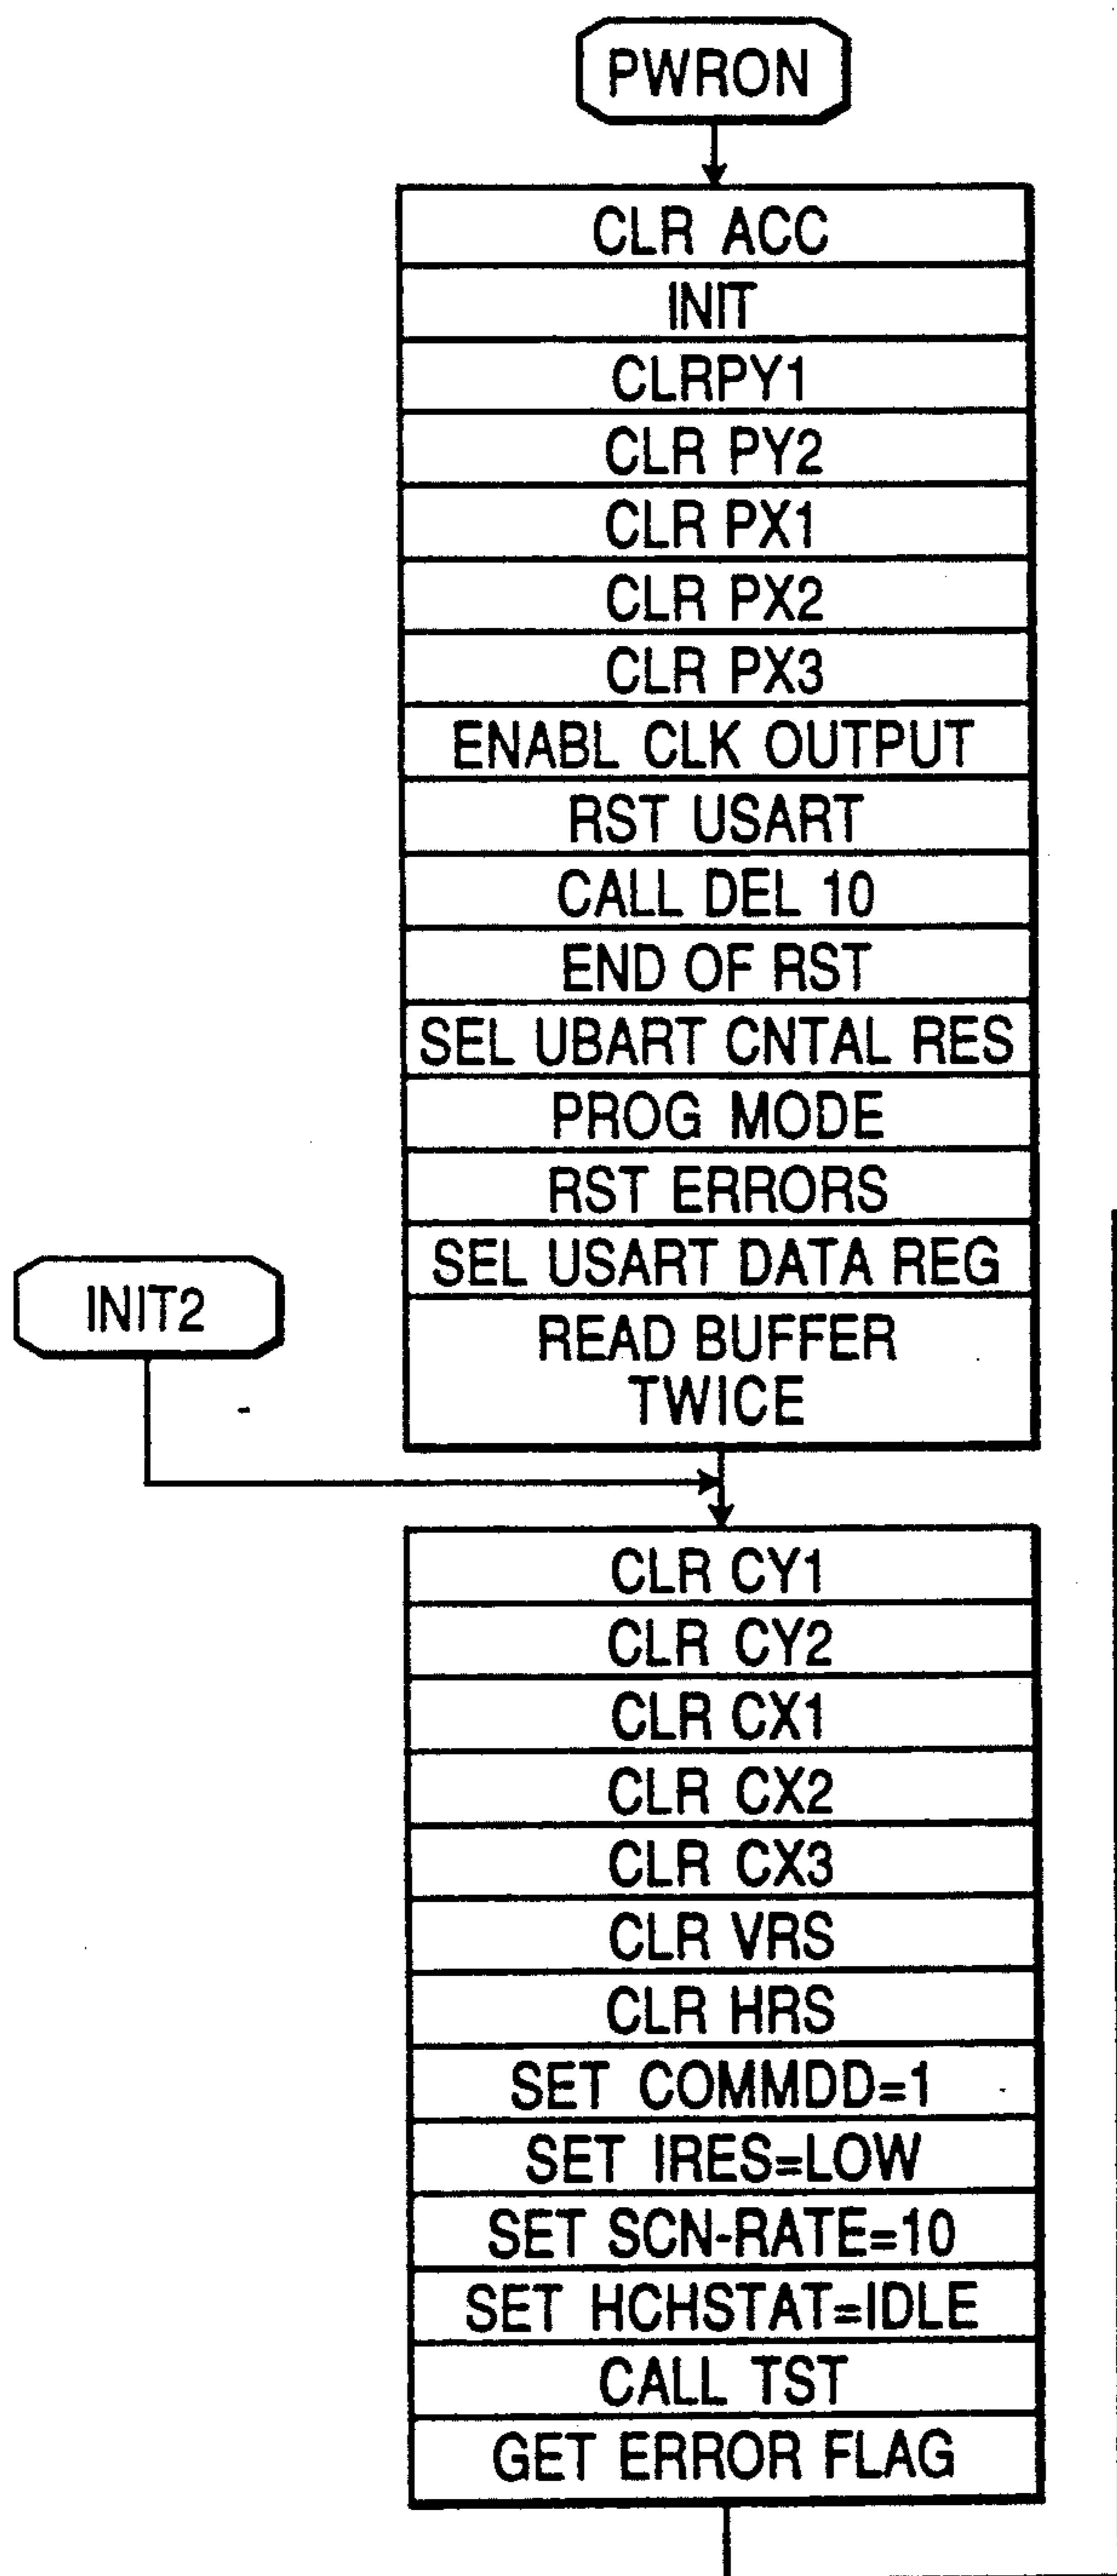 PWRON
CLR ACC
INIT
CLRPY1
CLR PY2
CLR PX1
CLR PX2
CLR PX3
ENABL CLK OUTPUT
RST USART
CALL DEL 10
END OF RST
SEL UBART CNTAL RES
PROG MODE
RST ERRORS
SEL USART DATA REG
INIT2
READ BUFFER
TWICE
CLR CY1
CLR CY2
CLR CX1
CLR CX2
CLR CX3
CLR VRS
CLR HRS
SET COMMDD=1
SET IRES=LOW
SET SCN-RATE=10
SET HCHSTAT=IDLE
CALL TST
GET ERROR FLAG